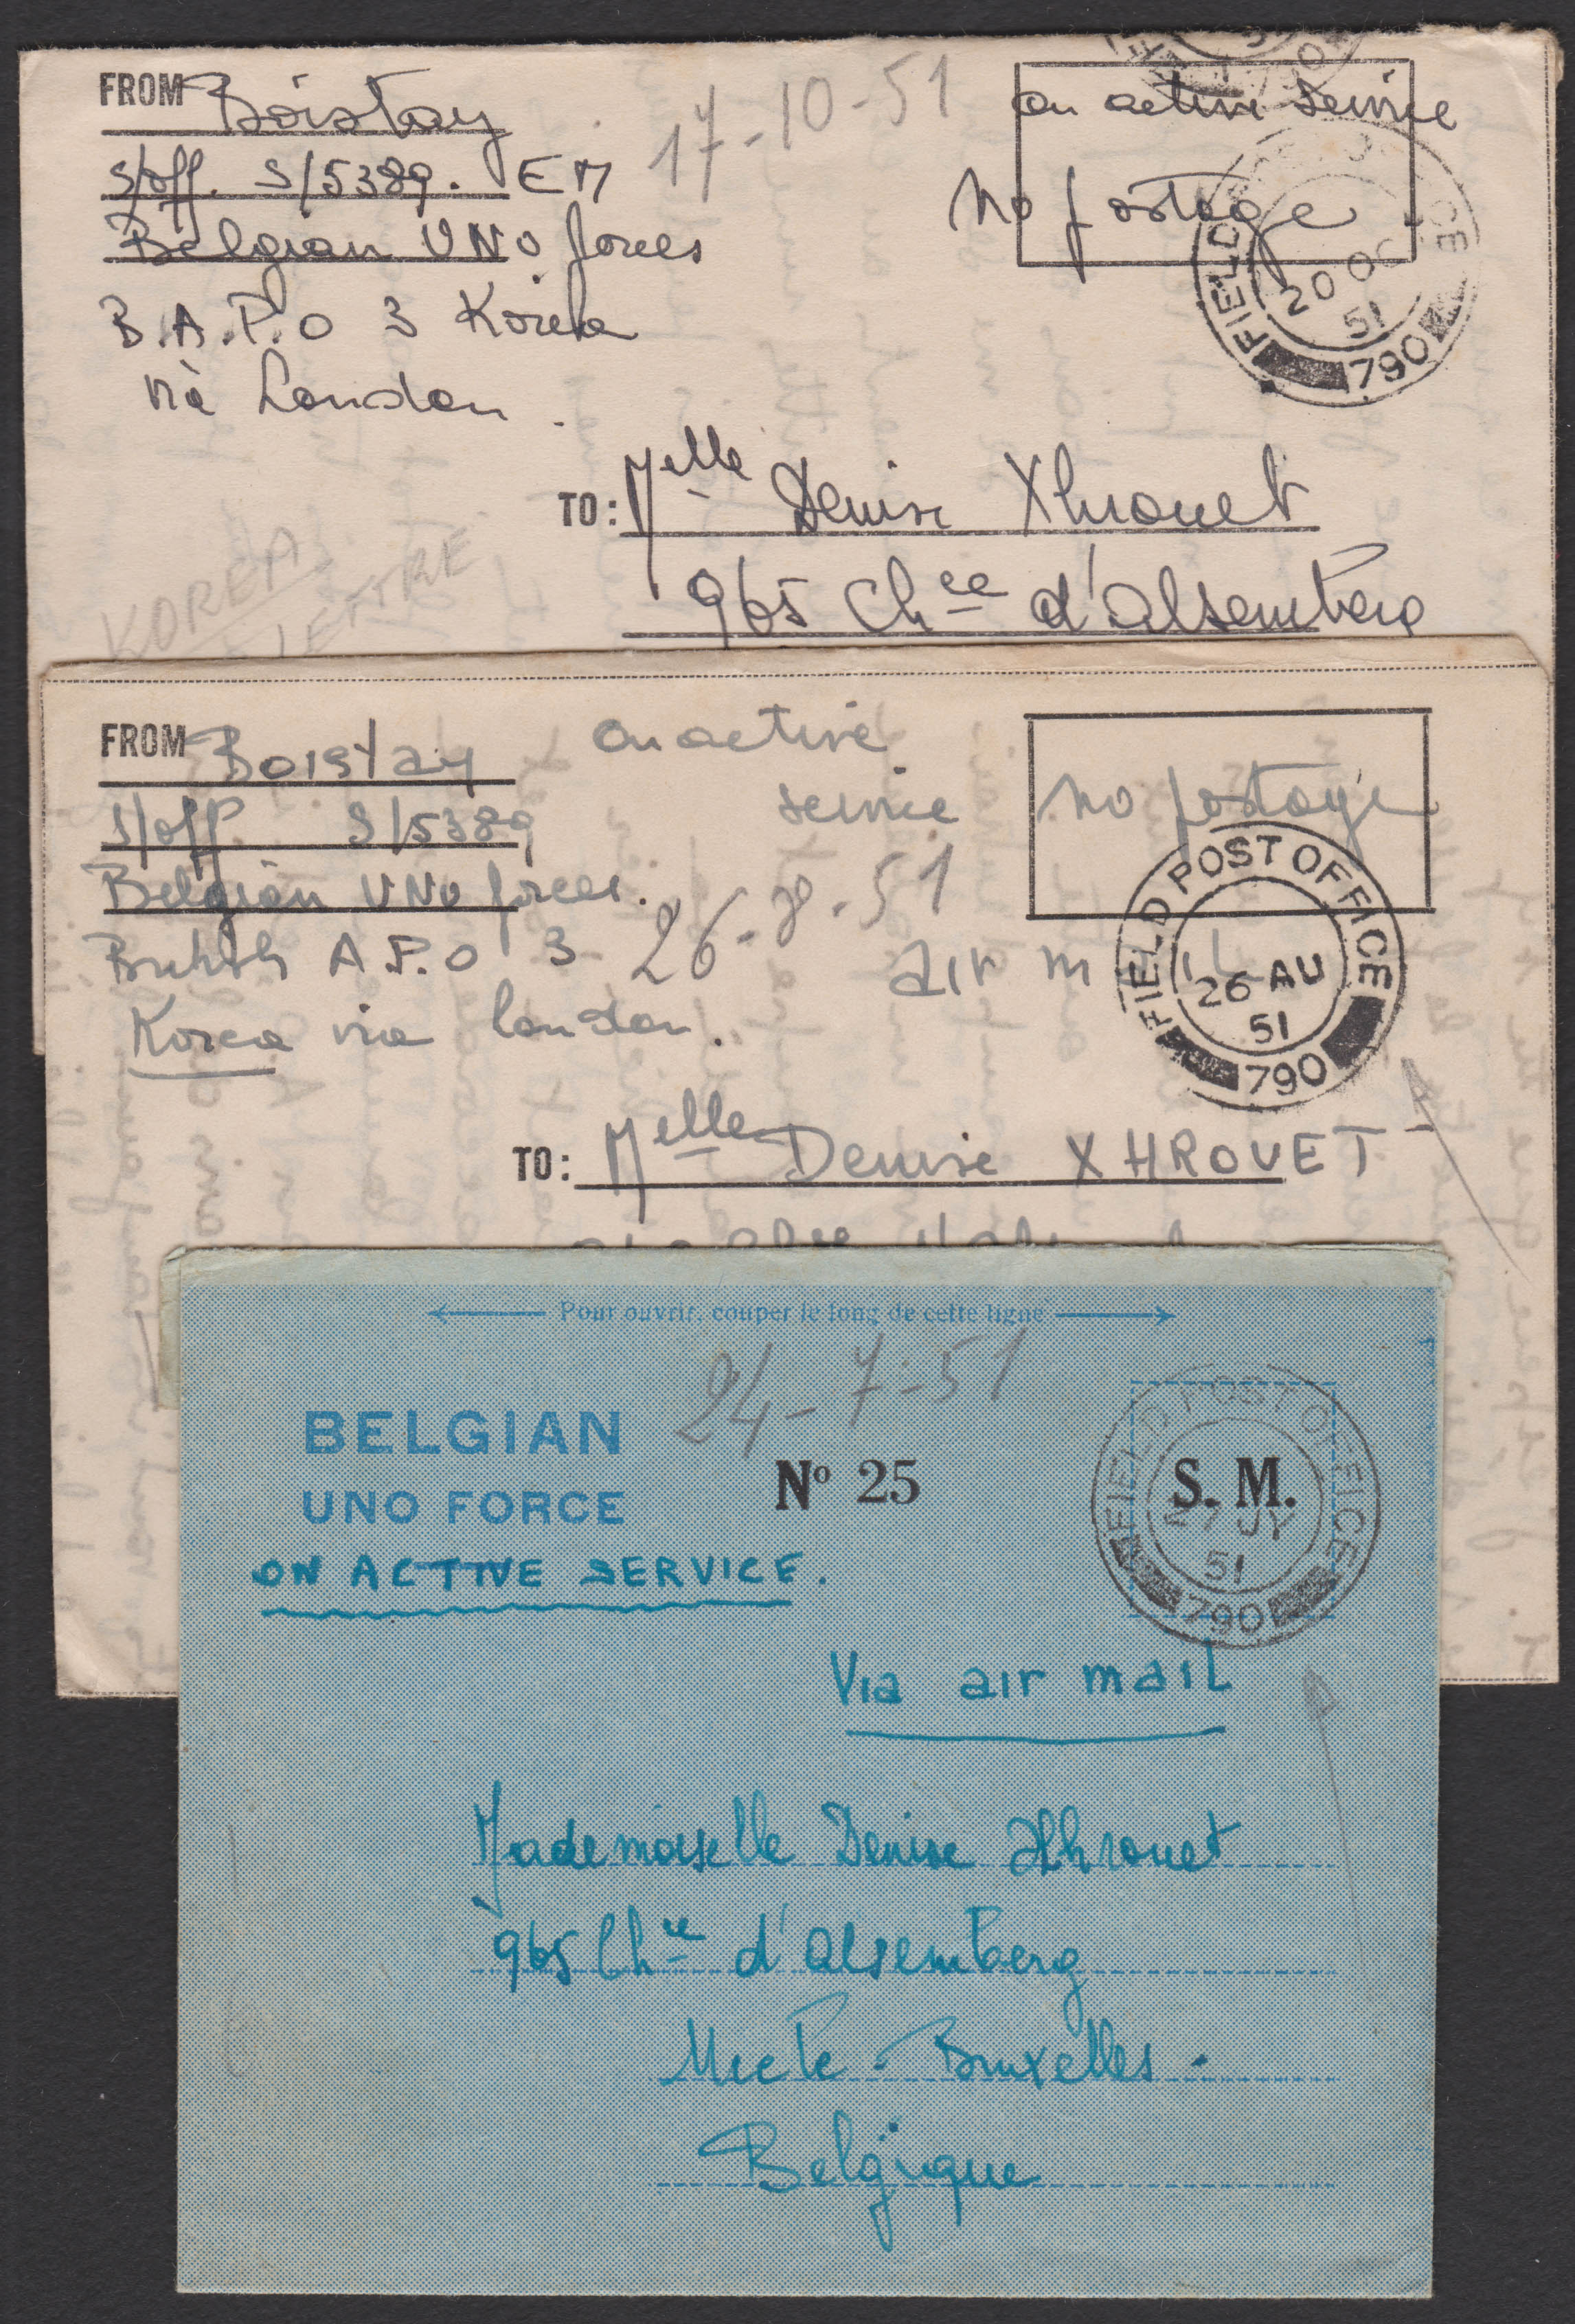 FROM Boistay
17-10-51
on active service
S/off. S/5389. EM
no postage
Belgian UNO forces
FIELD POST OFFICE
20 OC
51
790
B.A.P.O 3 Korea
via London
TO: Melle Denise Xhrouet
965 Chee d'Alsemberg
KOREA
LETTRE
FROM Boistay
on active
service
no postage
S/off. S/5389
Belgian UNO forces.
26-8-51
British A.P.O 3
air mail
FIELD POST OFFICE
26 AU
51
790
Korea via London.
TO: Melle Denise XHROUET
Pour ouvrir, couper le long de cette ligne
24-7-51
BELGIAN
UNO FORCE
No 25
S. M.
FIELD POST OFFICE
27 JY
51
790
ON ACTIVE SERVICE.
Via air mail
Mademoiselle Denise Xhrouet
965 Chee d'Alsemberg
Uccle - Bruxelles.
Belgique